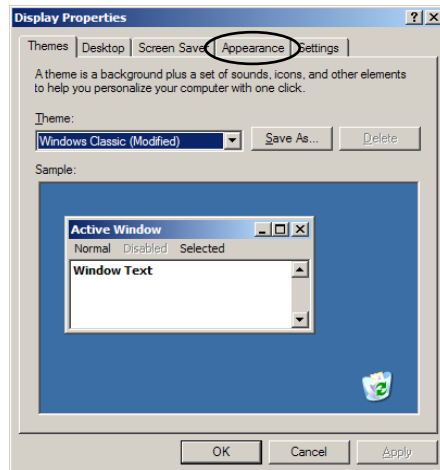 Display Properties
Themes Desktop Screen Saver Appearance Settings
A theme is a background plus a set of sounds, icons, and other elements
to help you personalize your computer with one click.
Theme:
Windows Classic (Modified) Save As... Delete
Sample:
Active Window
Normal Disabled Selected
Window Text
OK Cancel Apply